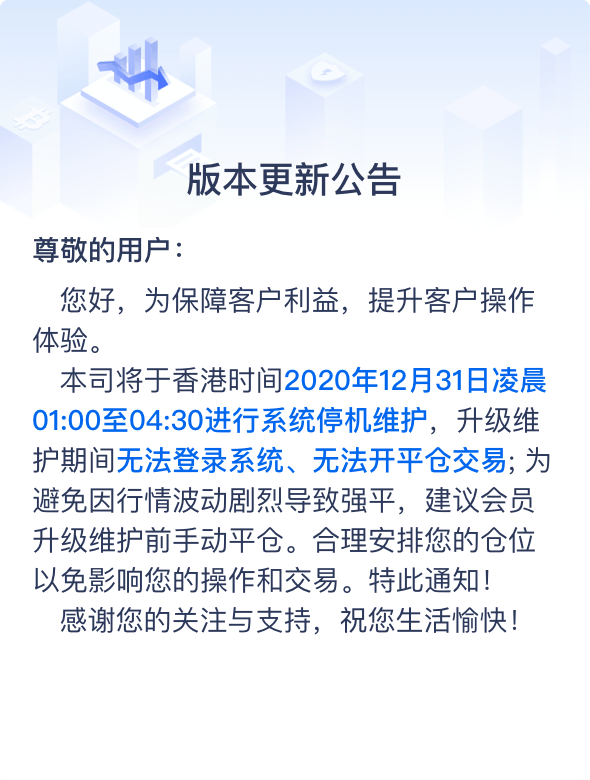 版本更新公告
尊敬的用户：
您好，为保障客户利益，提升客户操作
体验。
本司将于香港时间2020年12月31日凌晨
01:00至04:30进行系统停机维护，升级维
护期间无法登录系统、无法开平仓交易; 为
避免因行情波动剧烈导致强平，建议会员
升级维护前手动平仓。合理安排您的仓位
以免影响您的操作和交易。特此通知！
感谢您的关注与支持，祝您生活愉快！